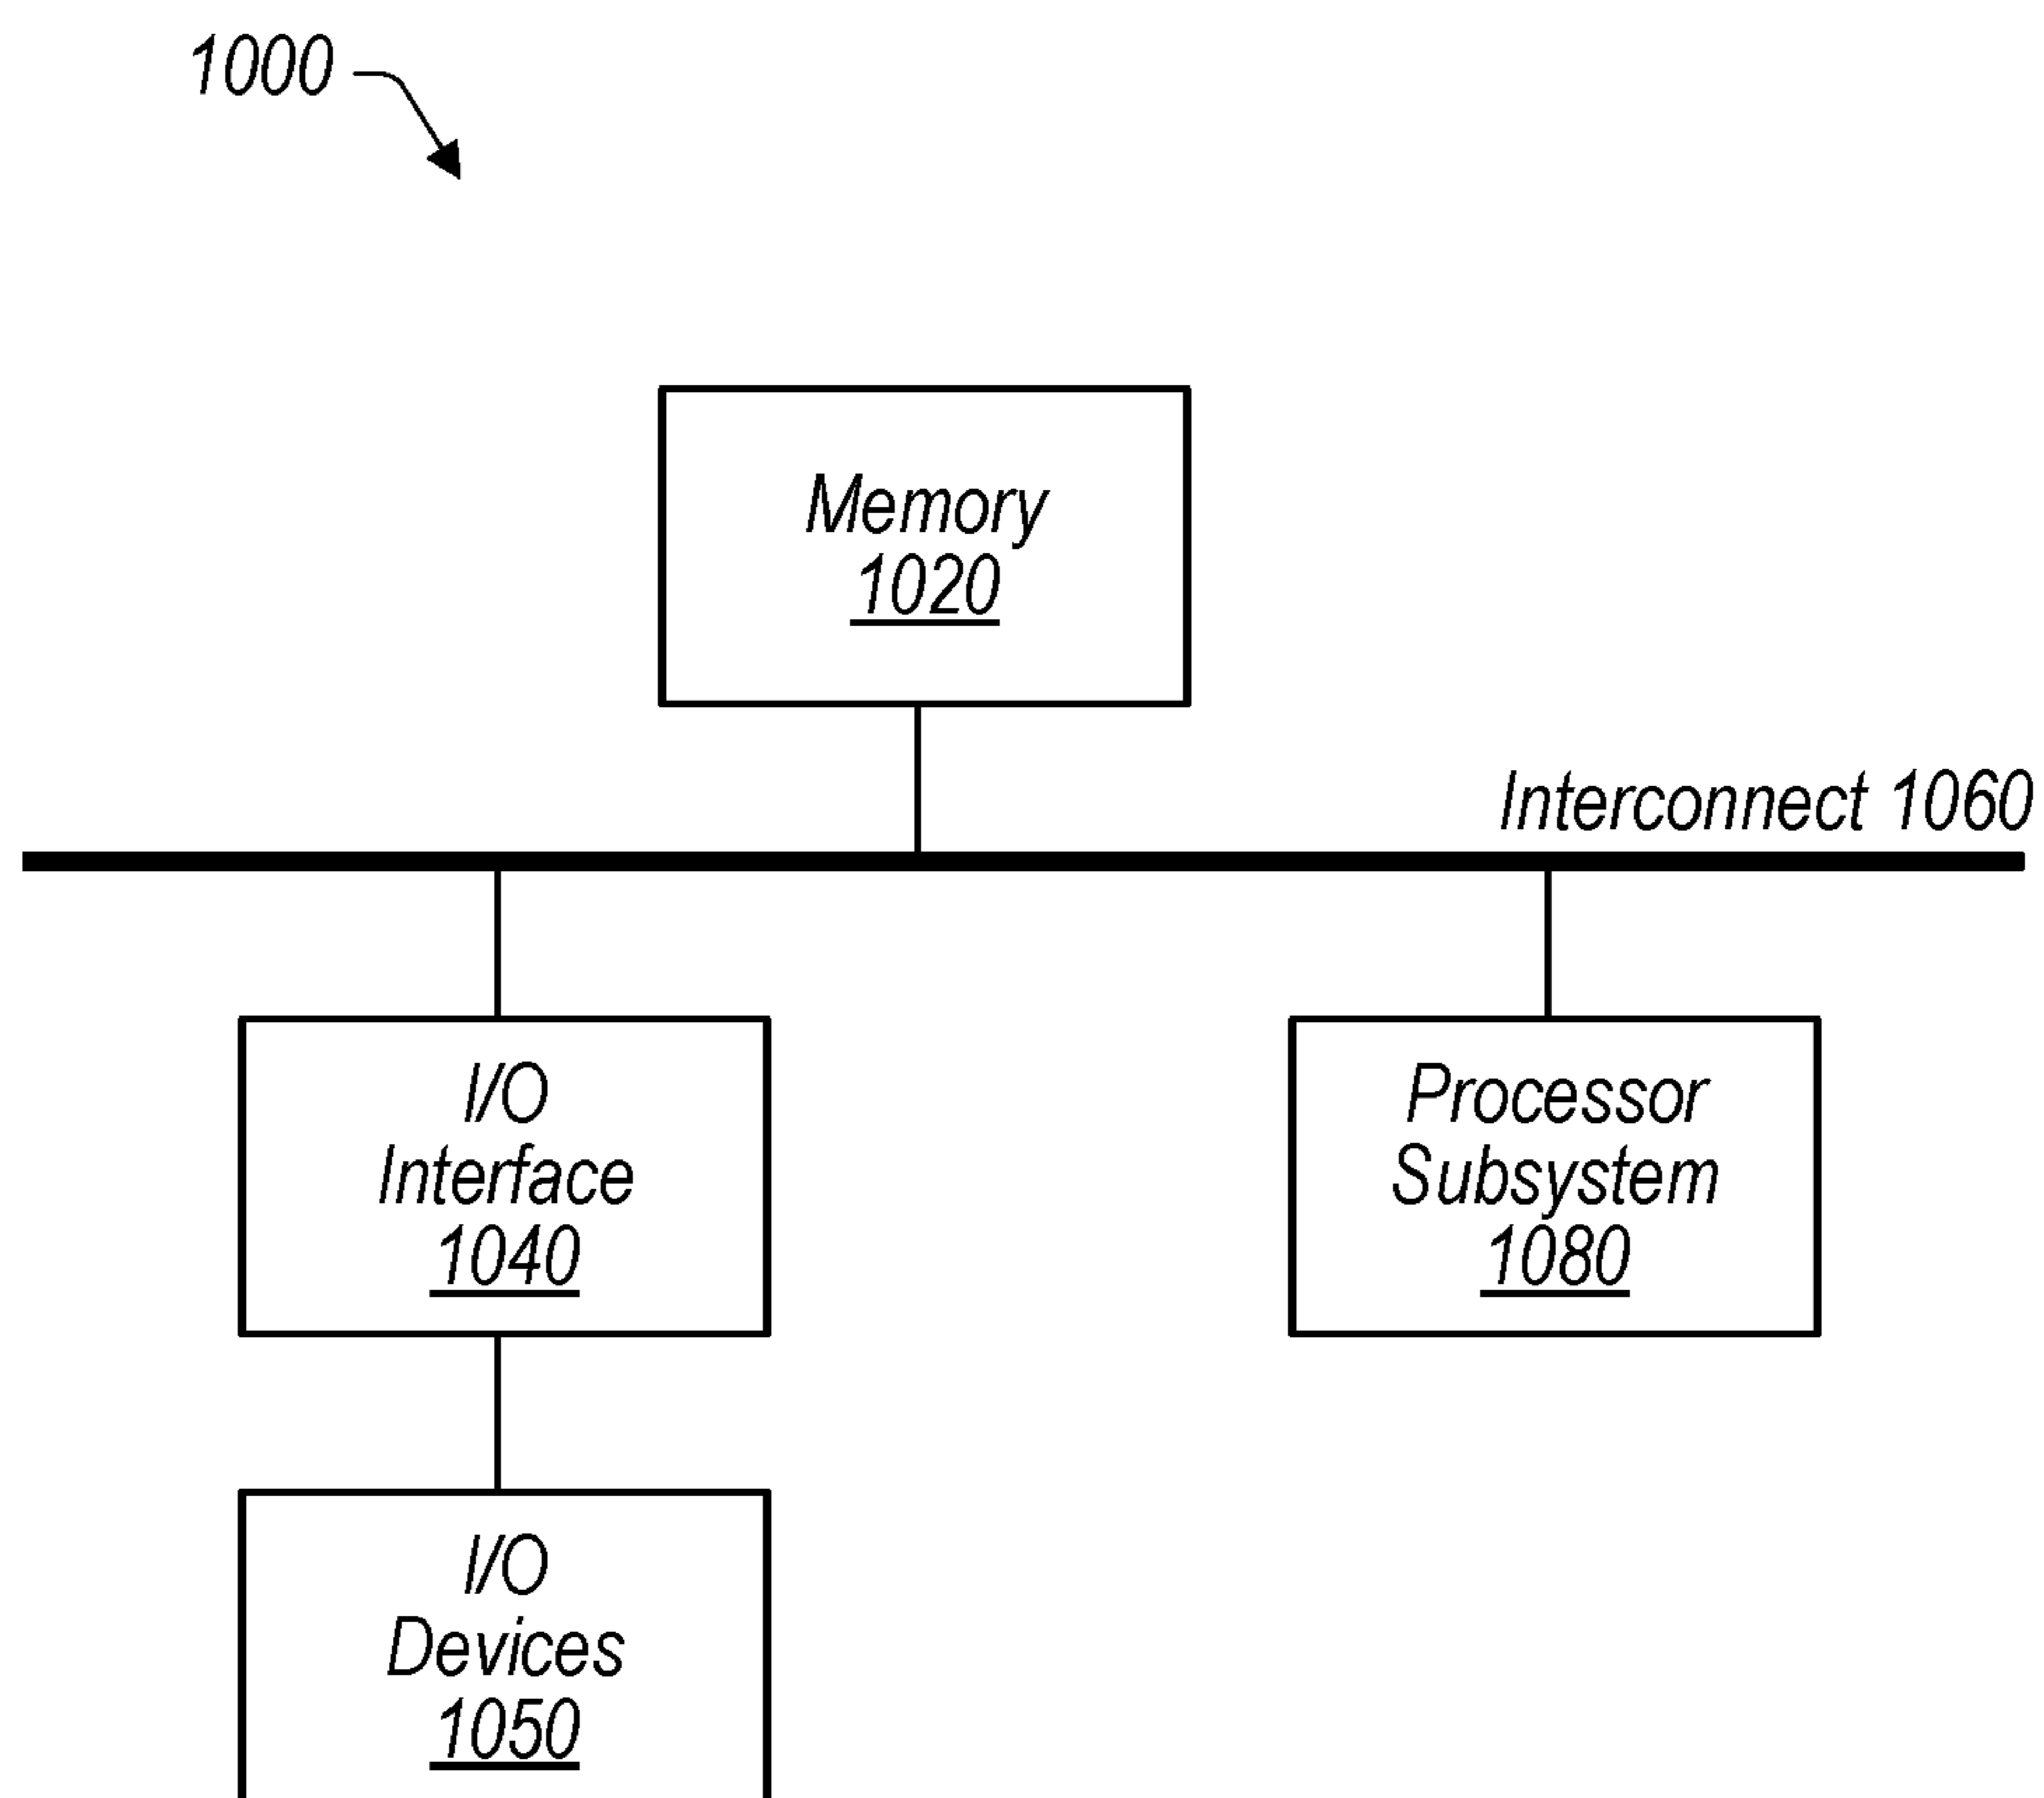 1000
Memory
1020
Interconnect 1060
I/O
Interface
1040
Processor
Subsystem
1080
I/O
Devices
1050